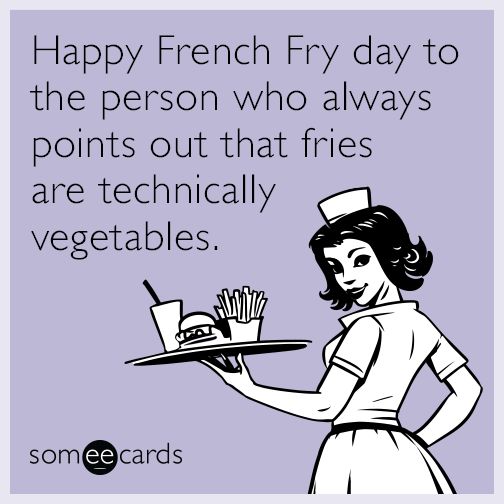 Happy French Fry day to
the person who always
points out that fries
are technically
vegetables.
someecards